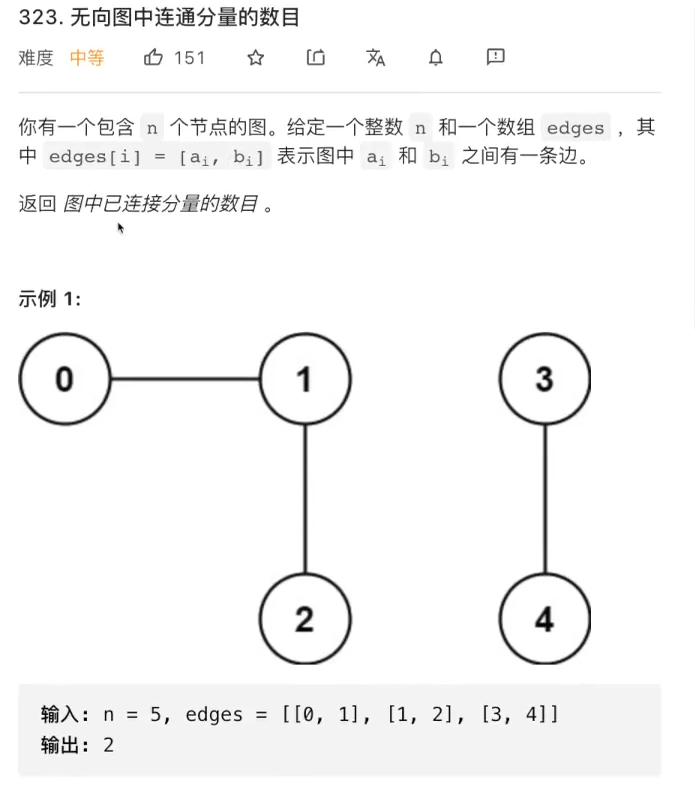 323. 无向图中连通分量的数目
难度 中等 151
你有一个包含 n 个节点的图。给定一个整数 n 和一个数组 edges ，其
中 edges[i] = [aᵢ, bᵢ] 表示图中 aᵢ 和 bᵢ 之间有一条边。
返回 图中已连接分量的数目 。
示例 1:
0 1 3
2 4
输入: n = 5, edges = [[0, 1], [1, 2], [3, 4]]
输出: 2